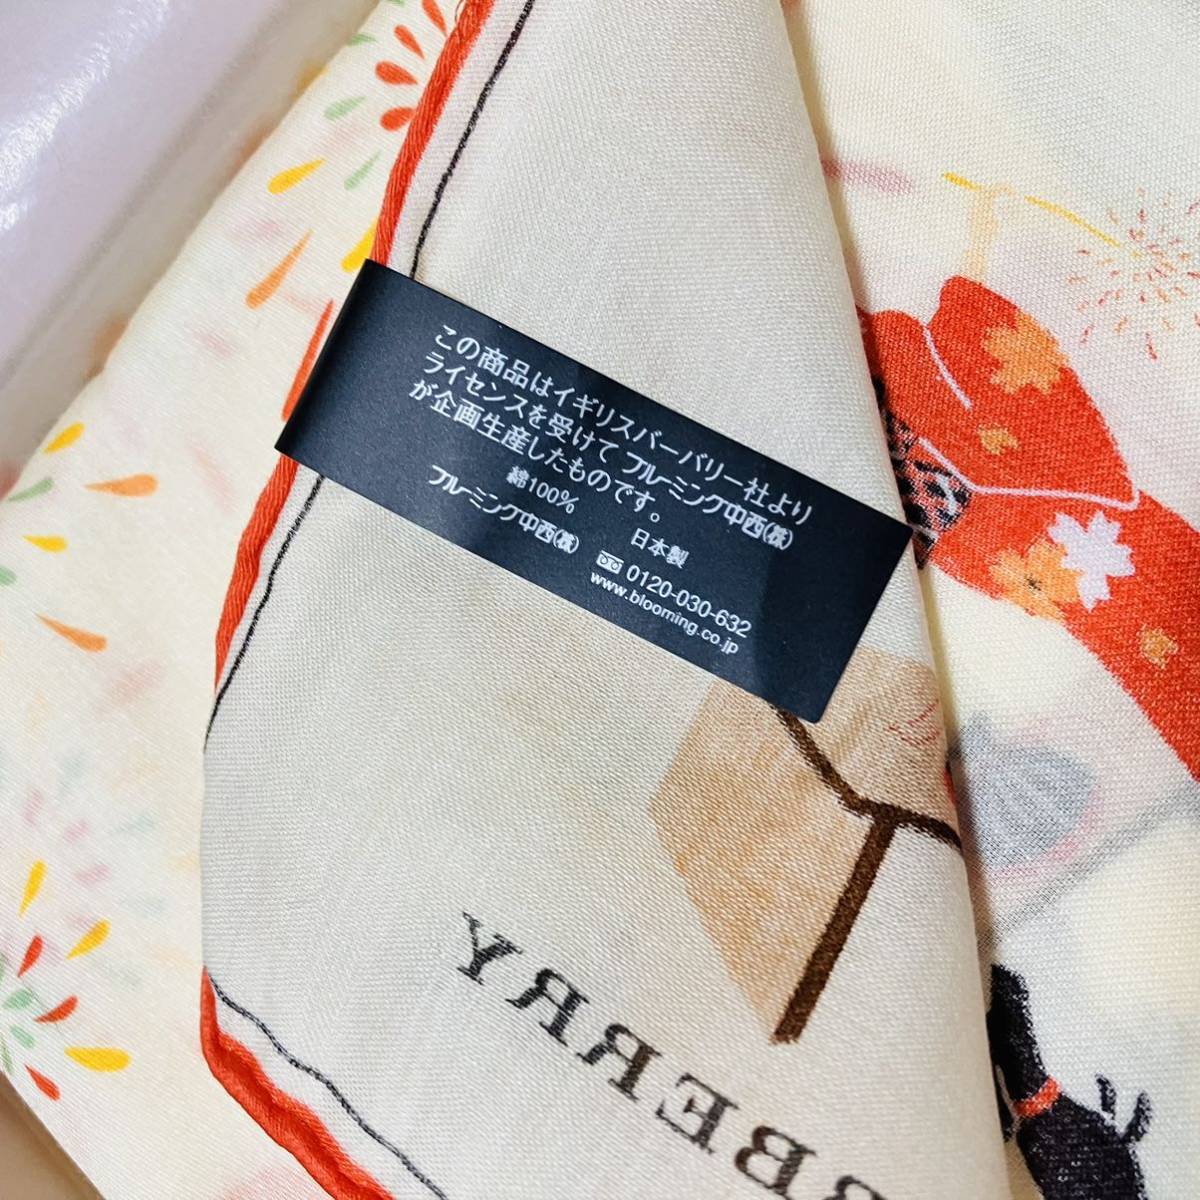 この商品はイギリスバーバリー社より
ライセンスを受けて ブルーミング中西㈱
が企画生産したものです。
綿100% 日本製
ブルーミング中西㈱ 0120-030-632
www.blooming.co.jp
BERRY